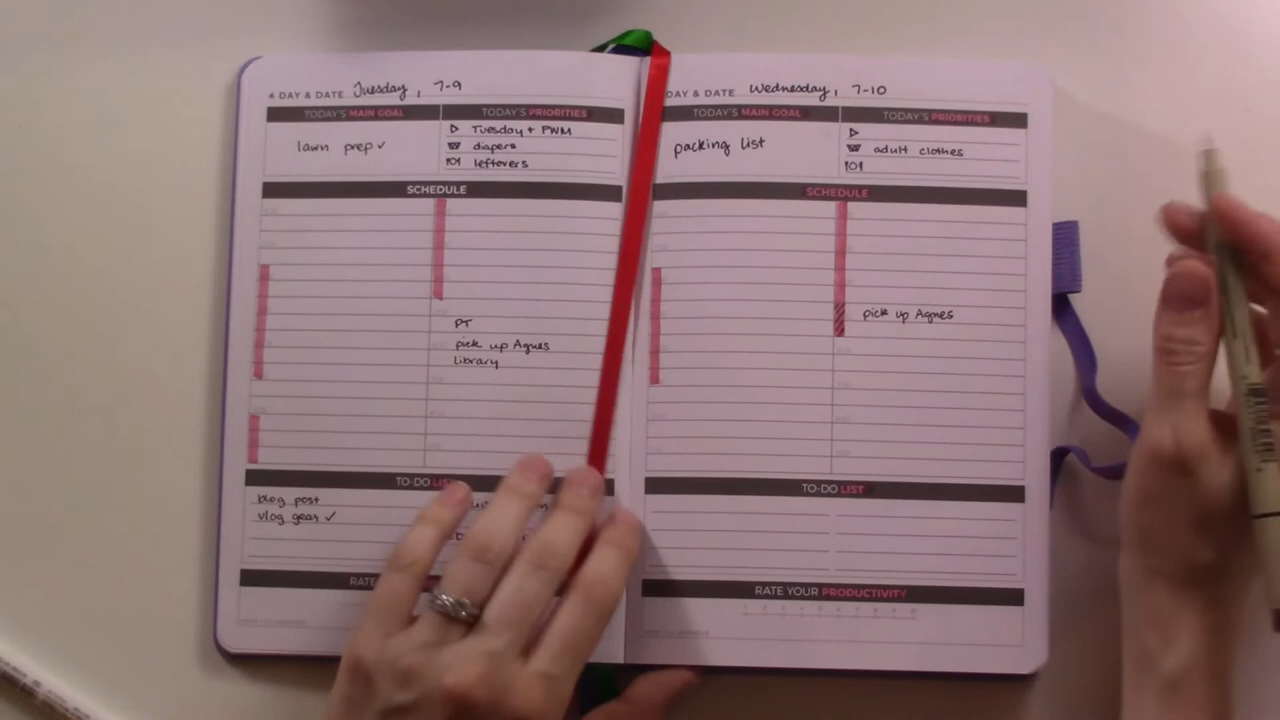 DAY & DATE Tuesday, 7-9
TODAY'S MAIN GOAL
TODAY'S PRIORITIES
lawn prep ✓
Tuesday + PWM
diapers
leftovers
SCHEDULE
PT
pick up Agnes
Library
TO-DO LIST
blog post
vlog gear ✓
RATE
DAY & DATE Wednesday, 7-10
TODAY'S MAIN GOAL
TODAY'S PRIORITIES
packing list
adult clothes
SCHEDULE
pick up Agnes
TO-DO LIST
RATE YOUR PRODUCTIVITY